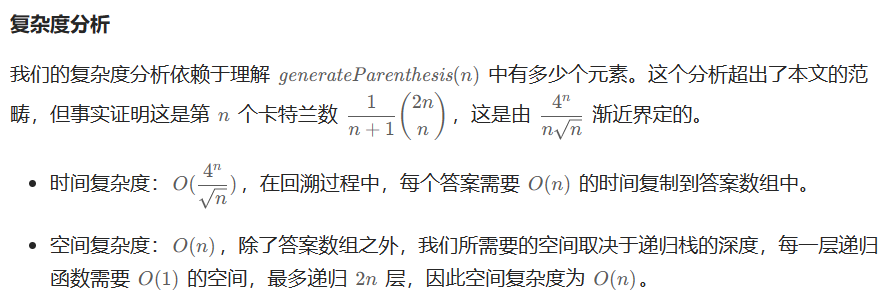 复杂度分析
我们的复杂度分析依赖于理解 generateParenthesis(n) 中有多少个元素。这个分析超出了本文的范
畴，但事实证明这是第 n 个卡特兰数 $\dfrac{1}{n+1}\dbinom{2n}{n}$，这是由 $\dfrac{4^n}{n\sqrt{n}}$ 渐近界定的。
• 时间复杂度：$O(\dfrac{4^n}{\sqrt{n}})$，在回溯过程中，每个答案需要 O(n) 的时间复制到答案数组中。
• 空间复杂度：O(n)，除了答案数组之外，我们所需要的空间取决于递归栈的深度，每一层递归
函数需要 O(1) 的空间，最多递归 2n 层，因此空间复杂度为 O(n)。